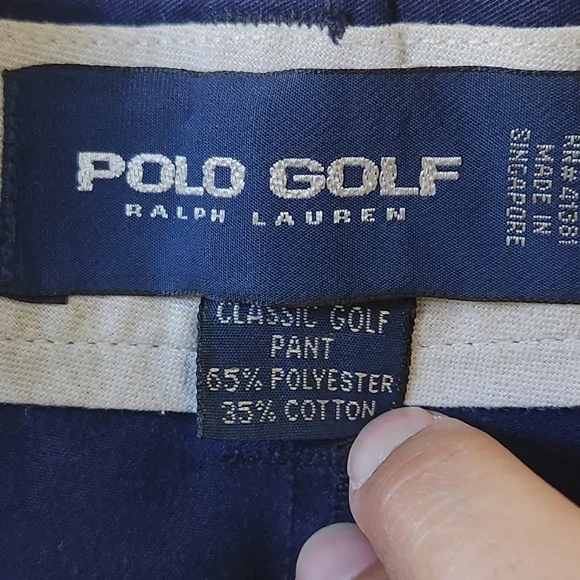 POLO GOLF
RALPH LAUREN
RN# 41381
MADE IN
SINGAPORE
CLASSIC GOLF
PANT
65% POLYESTER
35% COTTON